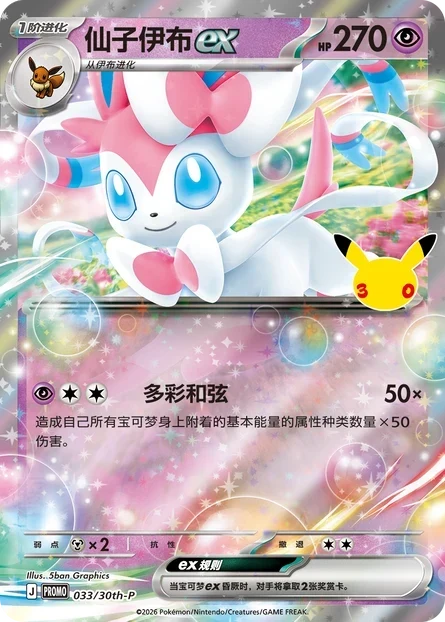 1阶进化
仙子伊布ex
HP270
从伊布进化
30
多彩和弦 50×
造成自己所有宝可梦身上附着的基本能量的属性种类数量×50
伤害。
弱点 ×2 抗性 撤退
ex规则
当宝可梦ex昏厥时，对手将拿取2张奖赏卡。
Illus. 5ban Graphics
J PROMO 033/30th-P
©2026 Pokémon/Nintendo/Creatures/GAME FREAK.